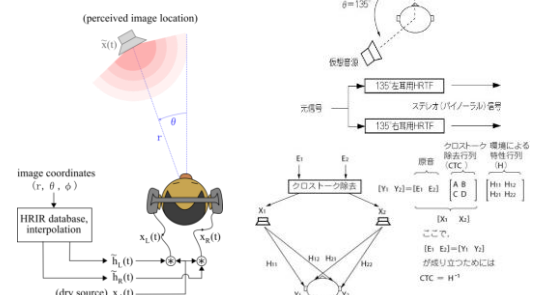 (perceived image location)
x̃(t)
θ
r
image coordinates
(r, θ, ϕ)
HRIR database,
interpolation
x_L(t)
x_R(t)
h̃_L(t)
h̃_R(t)
(dry source) x(t)
θ=135°
仮想音源
元信号
135°左耳用HRTF
ステレオ(バイノーラル)信号
135°右耳用HRTF
E₁
E₂
クロストーク除去
X₁
X₂
H₁₁
H₁₂
H₂₁
H₂₂
原音
クロストーク
除去行列
(CTC)
環境による
特性行列
(H)
[Y₁ Y₂]=[E₁ E₂] [A B
C D] [H₁₁ H₁₂
H₂₁ H₂₂]
[X₁ X₂]
ここで,
[E₁ E₂]=[Y₁ Y₂]
が成り立つためには
CTC = H⁻¹